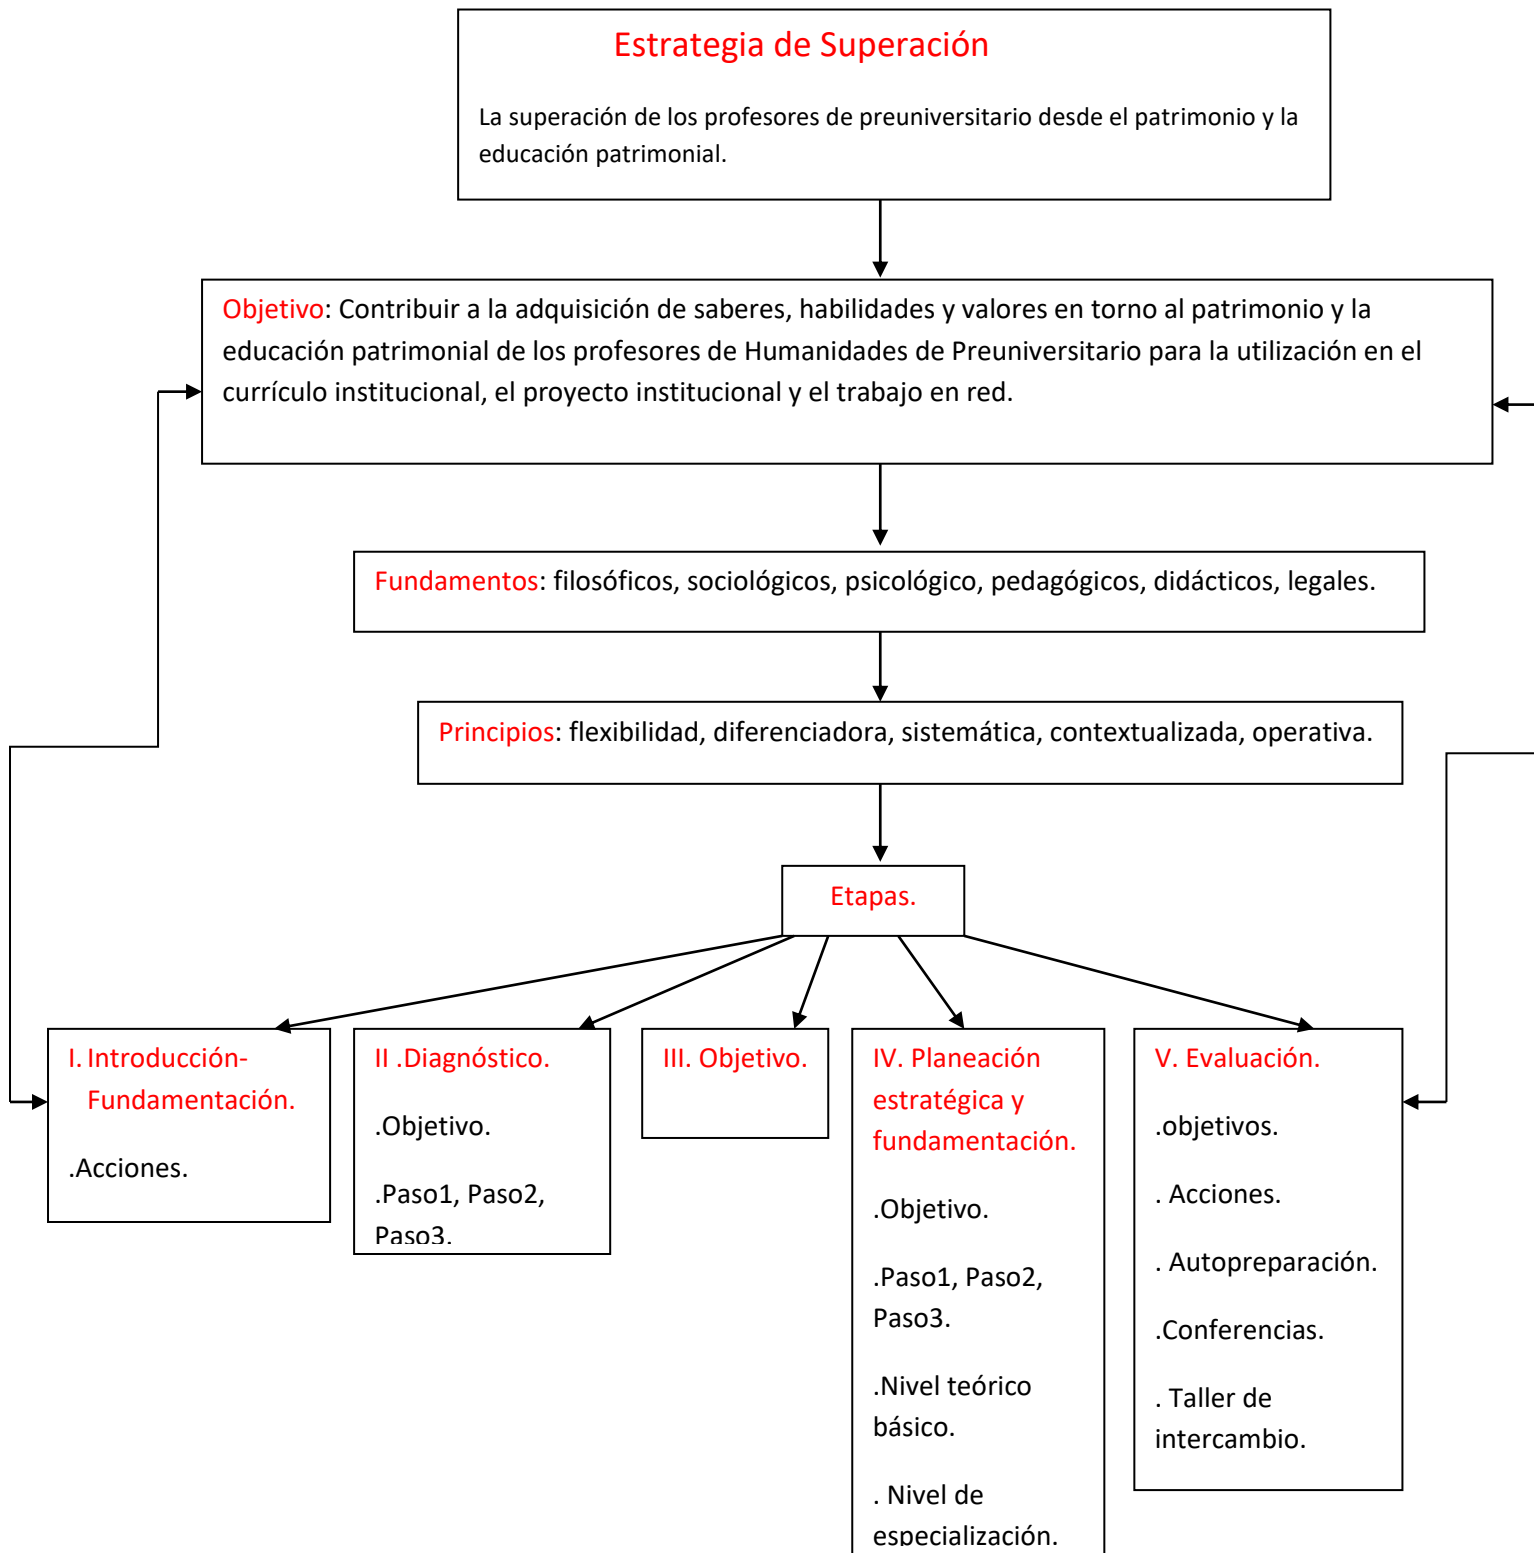 Estrategia de Superación
La superación de los profesores de preuniversitario desde el patrimonio y la
educación patrimonial.
Objetivo: Contribuir a la adquisición de saberes, habilidades y valores en torno al patrimonio y la
educación patrimonial de los profesores de Humanidades de Preuniversitario para la utilización en el
currículo institucional, el proyecto institucional y el trabajo en red.
Fundamentos: filosóficos, sociológicos, psicológico, pedagógicos, didácticos, legales.
Principios: flexibilidad, diferenciadora, sistemática, contextualizada, operativa.
Etapas.
I. Introducción-
Fundamentación.
.Acciones.
II .Diagnóstico.
.Objetivo.
.Paso1, Paso2,
Paso3.
III. Objetivo.
IV. Planeación
estratégica y
fundamentación.
.Objetivo.
.Paso1, Paso2,
Paso3.
.Nivel teórico
básico.
. Nivel de
especialización.
V. Evaluación.
.objetivos.
. Acciones.
. Autopreparación.
.Conferencias.
. Taller de
intercambio.